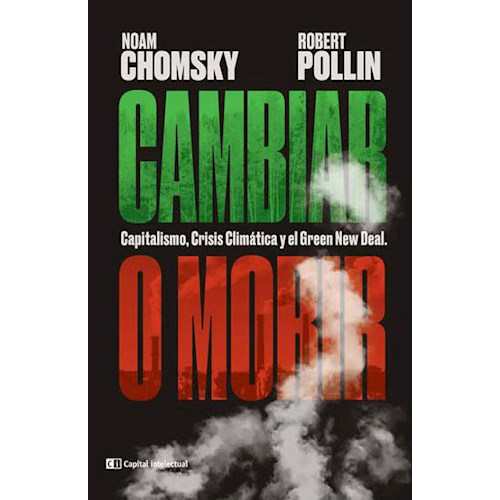 NOAM CHOMSKY
ROBERT POLLIN
CAMBIAR
Capitalismo, Crisis Climática y el Green New Deal.
O MORIR
ci Capital intelectual